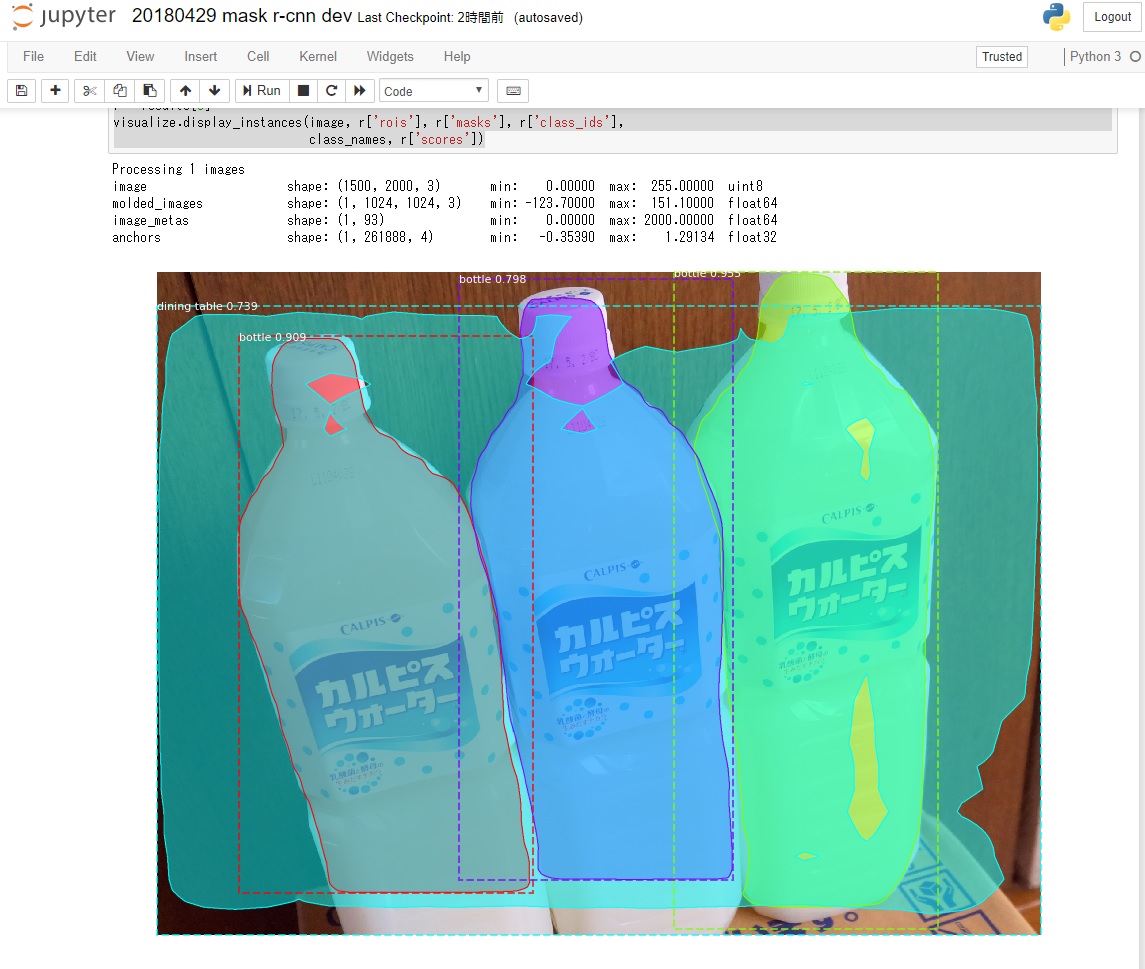 jupyter 20180429 mask r-cnn dev Last Checkpoint: 2時間前 (autosaved)
Logout
File Edit View Insert Cell Kernel Widgets Help
Trusted Python 3
Run Code
visualize.display_instances(image, r['rois'], r['masks'], r['class_ids'],
class_names, r['scores'])
Processing 1 images
image shape: (1500, 2000, 3) min: 0.00000 max: 255.00000 uint8
molded_images shape: (1, 1024, 1024, 3) min: -123.70000 max: 151.10000 float64
image_metas shape: (1, 93) min: 0.00000 max: 2000.00000 float64
anchors shape: (1, 261888, 4) min: -0.35390 max: 1.29134 float32
bottle 0.953
bottle 0.798
dining table 0.739
bottle 0.909
CALPIS
カルピス
ウォーター
CALPIS
カルピス
ウォーター
CALPIS
カルピス
ウォーター